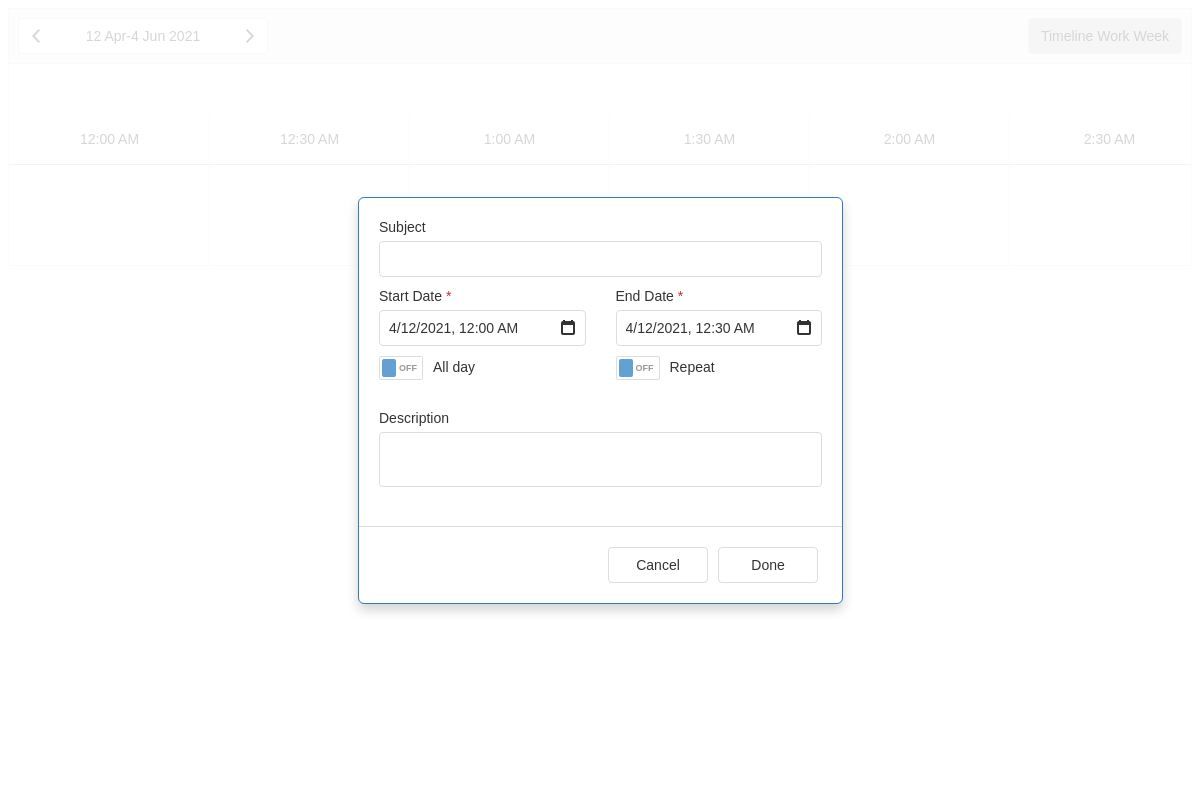 12 Apr-4 Jun 2021 Timeline Work Week
12:00 AM 12:30 AM 1:00 AM 1:30 AM 2:00 AM 2:30 AM
Subject
Start Date * End Date *
4/12/2021, 12:00 AM 4/12/2021, 12:30 AM
OFF All day OFF Repeat
Description
Cancel Done